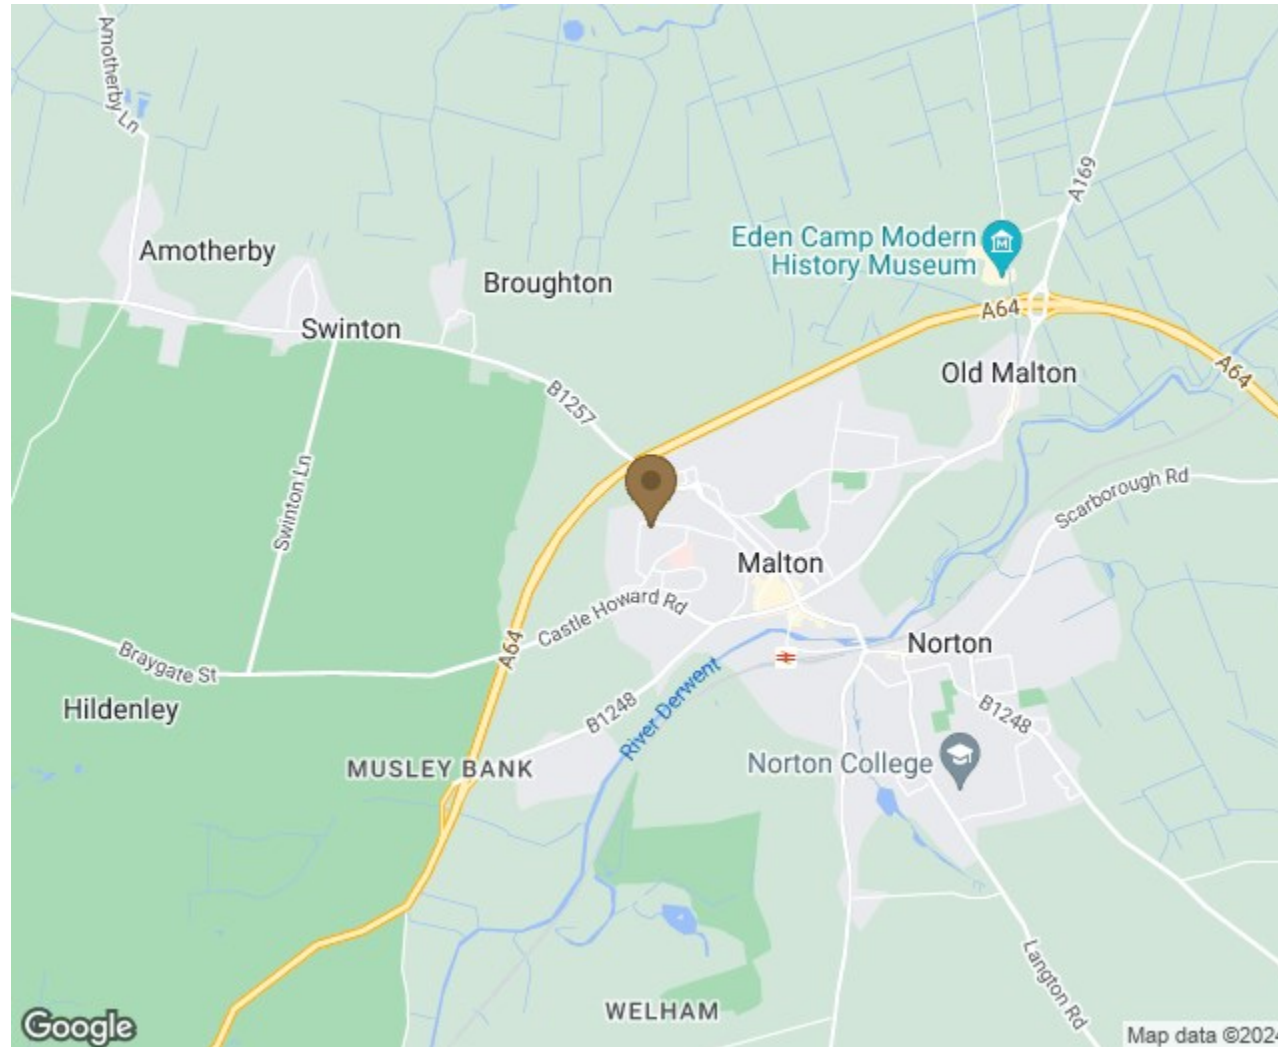 Amotherby Ln
A169
Eden Camp Modern
History Museum
Amotherby
Broughton
A64
Swinton
Old Malton
A64
B1257
Swinton Ln
Scarborough Rd
Malton
Castle Howard Rd
A64
Norton
Braygate St
River Derwent
B1248
B1248
Hildenley
MUSLEY BANK
Norton College
Langton Rd
WELHAM
Google
Map data ©2024